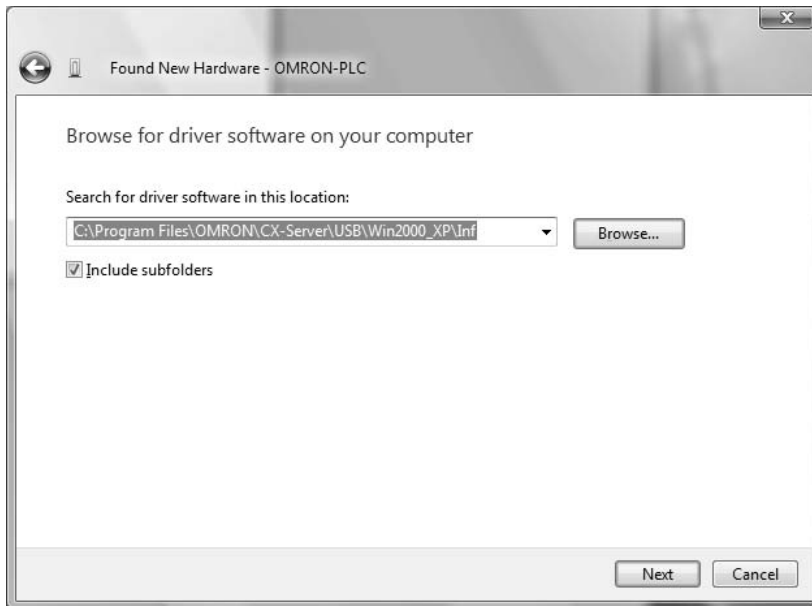 Found New Hardware - OMRON-PLC
Browse for driver software on your computer
Search for driver software in this location:
C:\Program Files\OMRON\CX-Server\USB\Win2000_XP\Inf
Browse...
Include subfolders
Next
Cancel